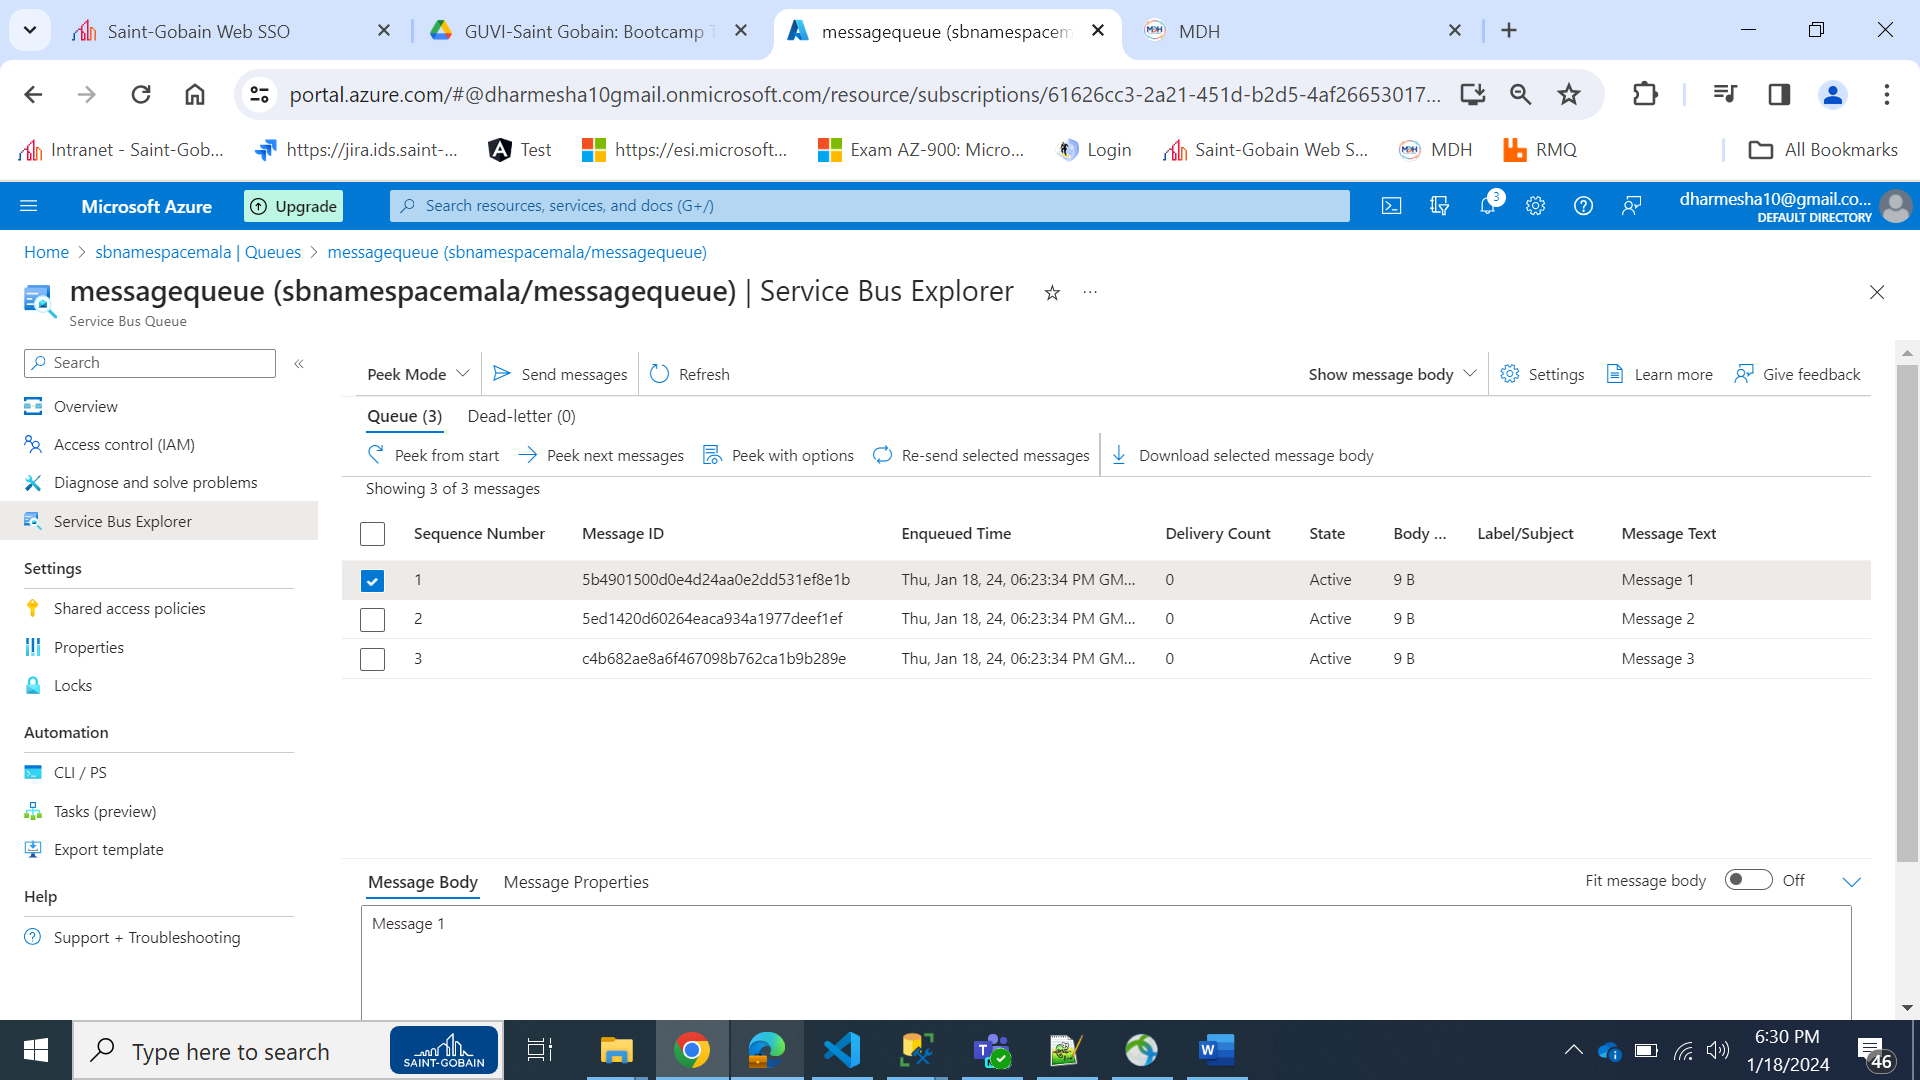 Saint-Gobain Web SSO
GUVI-Saint Gobain: Bootcamp T
messagequeue (sbnamespacem
MDH
portal.azure.com/#@dharmesha10gmail.onmicrosoft.com/resource/subscriptions/61626cc3-2a21-451d-b2d5-4af26653017...
Intranet - Saint-Gob...
https://jira.ids.saint-...
Test
https://esi.microsoft...
Exam AZ-900: Micro...
Login
Saint-Gobain Web S...
MDH
RMQ
All Bookmarks
Microsoft Azure
Upgrade
Search resources, services, and docs (G+/)
3
dharmesha10@gmail.co...
DEFAULT DIRECTORY
Home > sbnamespacemala | Queues > messagequeue (sbnamespacemala/messagequeue)
messagequeue (sbnamespacemala/messagequeue) | Service Bus Explorer
Service Bus Queue
Search
Overview
Access control (IAM)
Diagnose and solve problems
Service Bus Explorer
Settings
Shared access policies
Properties
Locks
Automation
CLI / PS
Tasks (preview)
Export template
Help
Support + Troubleshooting
Peek Mode
Send messages
Refresh
Show message body
Settings
Learn more
Give feedback
Queue (3)
Dead-letter (0)
Peek from start
Peek next messages
Peek with options
Re-send selected messages
Download selected message body
Showing 3 of 3 messages
Sequence Number Message ID Enqueued Time Delivery Count State Body ... Label/Subject Message Text
1 5b4901500d0e4d24aa0e2dd531ef8e1b Thu, Jan 18, 24, 06:23:34 PM GM... 0 Active 9 B Message 1
2 5ed1420d60264eaca934a1977deef1ef Thu, Jan 18, 24, 06:23:34 PM GM... 0 Active 9 B Message 2
3 c4b682ae8a6f467098b762ca1b9b289e Thu, Jan 18, 24, 06:23:34 PM GM... 0 Active 9 B Message 3
Message Body
Message Properties
Fit message body
Off
Message 1
Type here to search
SAINT-GOBAIN
6:30 PM
1/18/2024
46